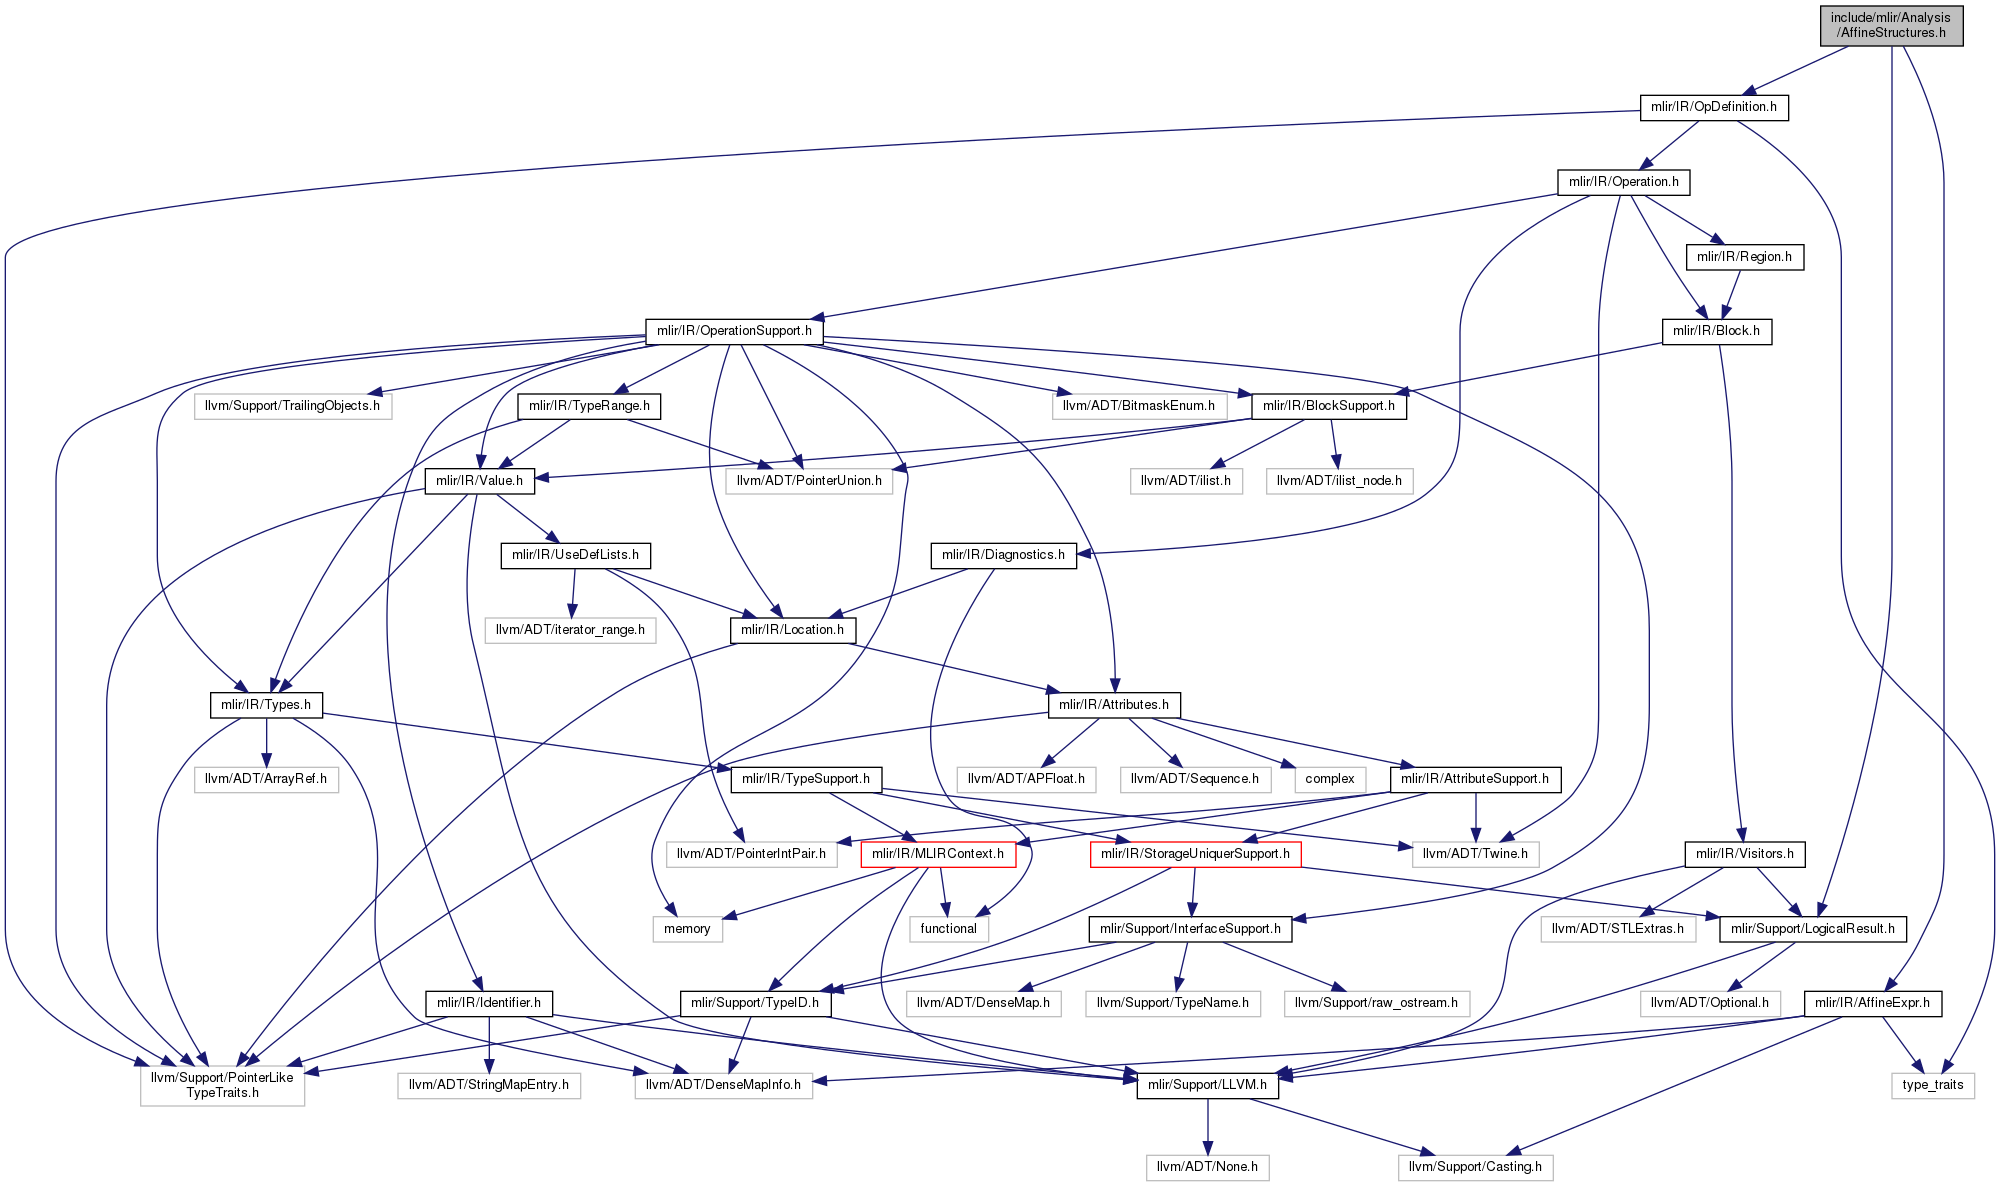 include/mlir/Analysis
/AffineStructures.h
mlir/IR/OpDefinition.h
mlir/IR/Operation.h
mlir/IR/Region.h
mlir/IR/OperationSupport.h
mlir/IR/Block.h
llvm/Support/TrailingObjects.h
mlir/IR/TypeRange.h
llvm/ADT/BitmaskEnum.h
mlir/IR/BlockSupport.h
mlir/IR/Value.h
llvm/ADT/PointerUnion.h
llvm/ADT/ilist.h
llvm/ADT/ilist_node.h
mlir/IR/UseDefLists.h
mlir/IR/Diagnostics.h
llvm/ADT/iterator_range.h
mlir/IR/Location.h
mlir/IR/Types.h
mlir/IR/Attributes.h
llvm/ADT/ArrayRef.h
mlir/IR/TypeSupport.h
llvm/ADT/APFloat.h
llvm/ADT/Sequence.h
complex
mlir/IR/AttributeSupport.h
llvm/ADT/PointerIntPair.h
mlir/IR/MLIRContext.h
mlir/IR/StorageUniquerSupport.h
llvm/ADT/Twine.h
mlir/IR/Visitors.h
memory
functional
mlir/Support/InterfaceSupport.h
llvm/ADT/STLExtras.h
mlir/Support/LogicalResult.h
mlir/IR/Identifier.h
mlir/Support/TypeID.h
llvm/ADT/DenseMap.h
llvm/Support/TypeName.h
llvm/Support/raw_ostream.h
llvm/ADT/Optional.h
mlir/IR/AffineExpr.h
llvm/Support/PointerLike
TypeTraits.h
llvm/ADT/StringMapEntry.h
llvm/ADT/DenseMapInfo.h
mlir/Support/LLVM.h
type_traits
llvm/ADT/None.h
llvm/Support/Casting.h